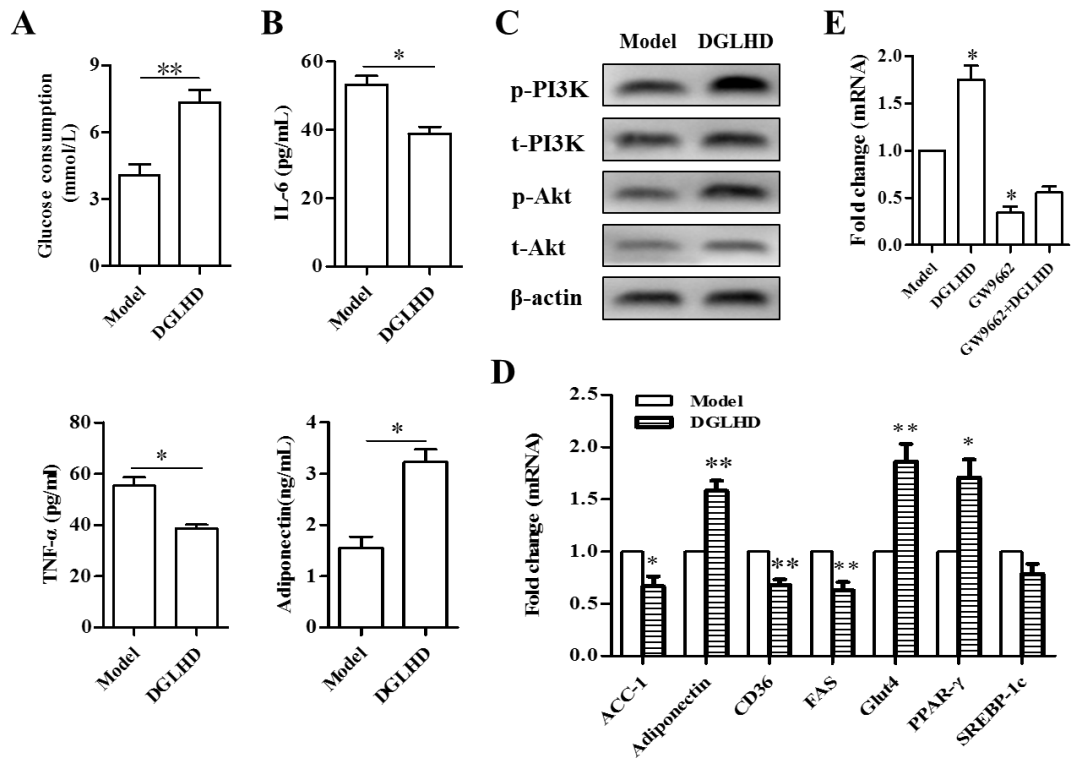 A
Glucose consumption
(mmol/L)
9
6
3
0
**
Model
DGLHD
B
IL-6 (pg/mL)
60
40
20
0
*
Model
DGLHD
TNF-α (pg/ml)
80
60
40
20
0
*
Model
DGLHD
Adiponectin(ng/mL)
4
3
2
1
0
*
Model
DGLHD
C
Model DGLHD
p-PI3K
t-PI3K
p-Akt
t-Akt
β-actin
E
Fold change (mRNA)
2.0
1.5
1.0
0.5
0.0
*
*
Model
DGLHD
GW9662
GW9662+DGLHD
D
Fold change (mRNA)
2.5
2.0
1.5
1.0
0.5
0.0
Model
DGLHD
*
**
**
**
**
*
ACC-1
Adiponectin
CD36
FAS
Glut4
PPAR-γ
SREBP-1c